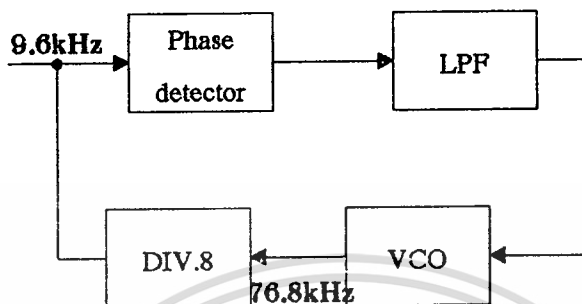 9.6kHz
Phase
detector
LPF
DIV.8
VCO
76.8kHz